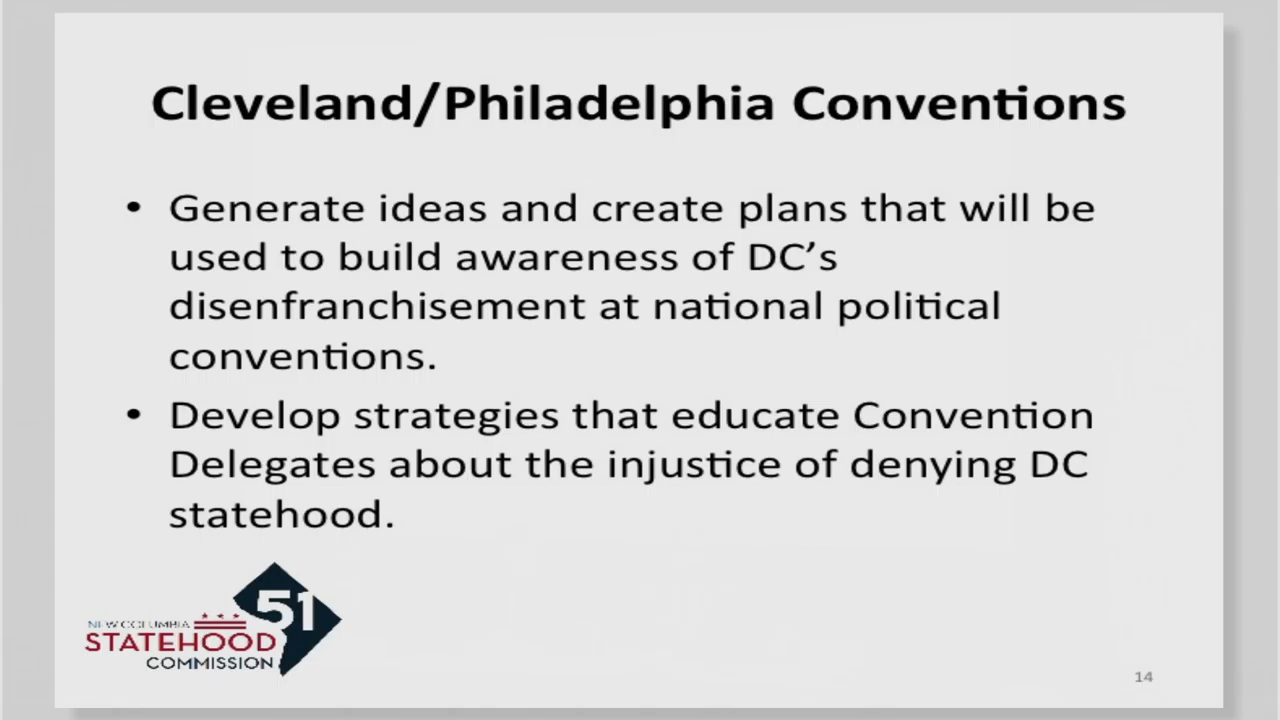 Cleveland/Philadelphia Conventions
• Generate ideas and create plans that will be
used to build awareness of DC’s
disenfranchisement at national political
conventions.
• Develop strategies that educate Convention
Delegates about the injustice of denying DC
statehood.
51
NEW COLUMBIA
STATEHOOD
COMMISSION
14